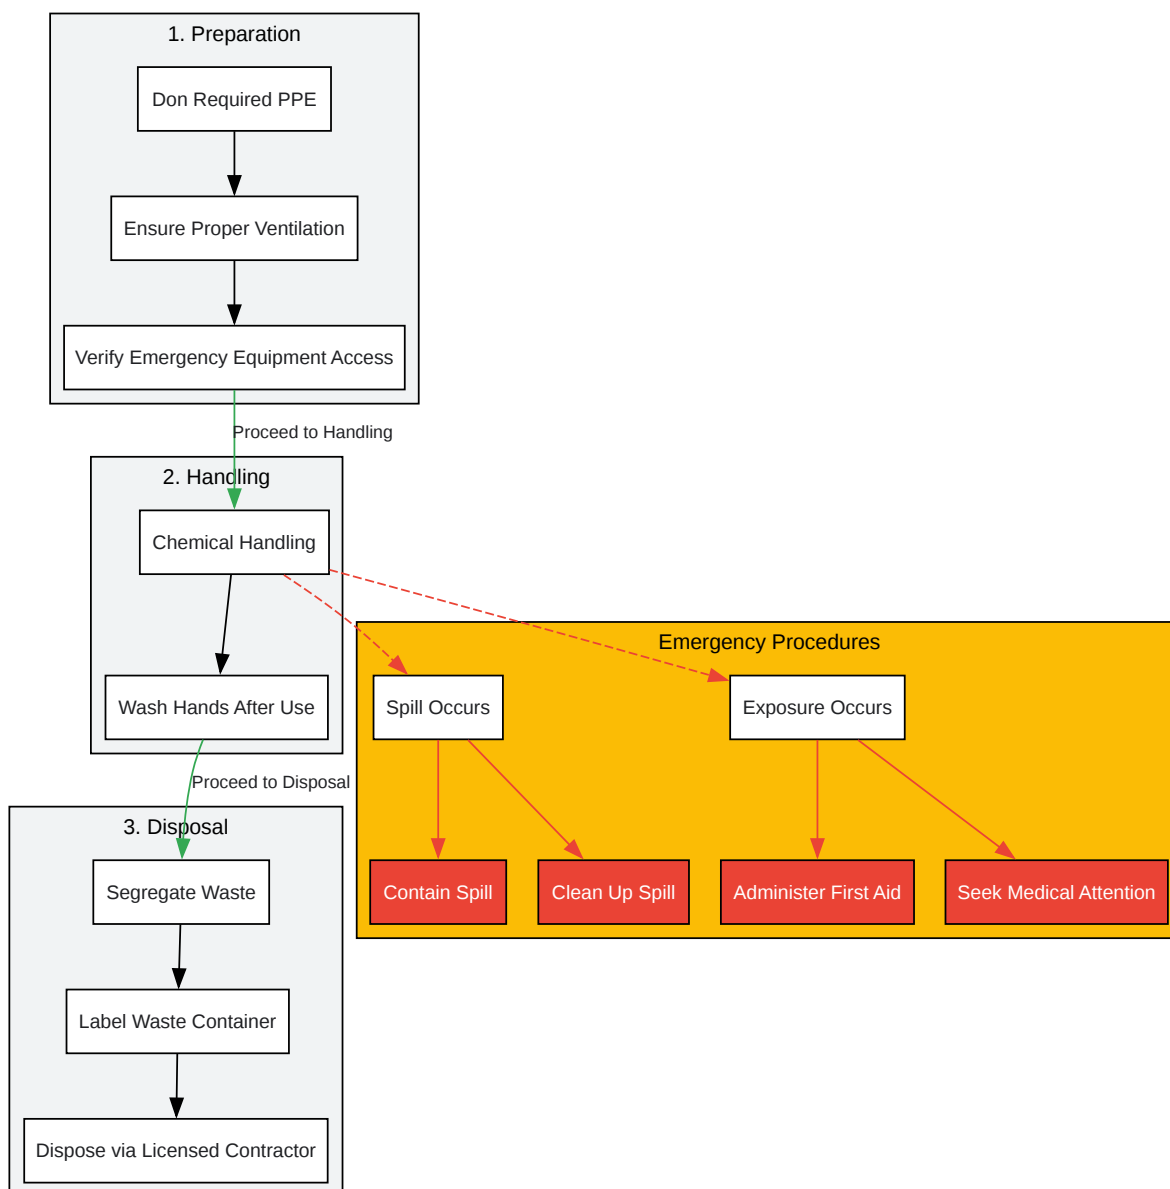 1. Preparation
Don Required PPE
Ensure Proper Ventilation
Verify Emergency Equipment Access
Proceed to Handling
2. Handling
Chemical Handling
Wash Hands After Use
Proceed to Disposal
Emergency Procedures
Spill Occurs
Exposure Occurs
Contain Spill
Clean Up Spill
Administer First Aid
Seek Medical Attention
3. Disposal
Segregate Waste
Label Waste Container
Dispose via Licensed Contractor